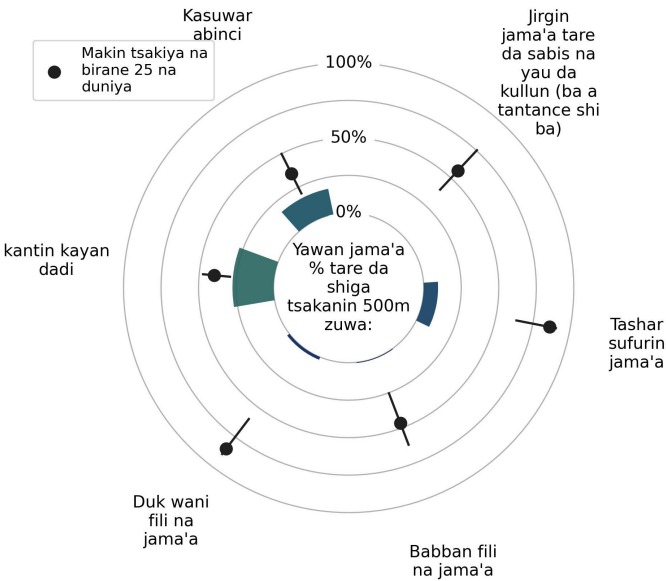 Kasuwar
abinci
Makin tsakiya na
birane 25 na
duniya
Jirgin
jama'a tare
da sabis na
yau da
kullun (ba a
tantance shi
ba)
100%
50%
0%
Yawan jama'a
% tare da
shiga
tsakanin 500m
zuwa:
kantin kayan
dadi
Tashar
sufurin
jama'a
Duk wani
fili na
jama'a
Babban fili
na jama'a